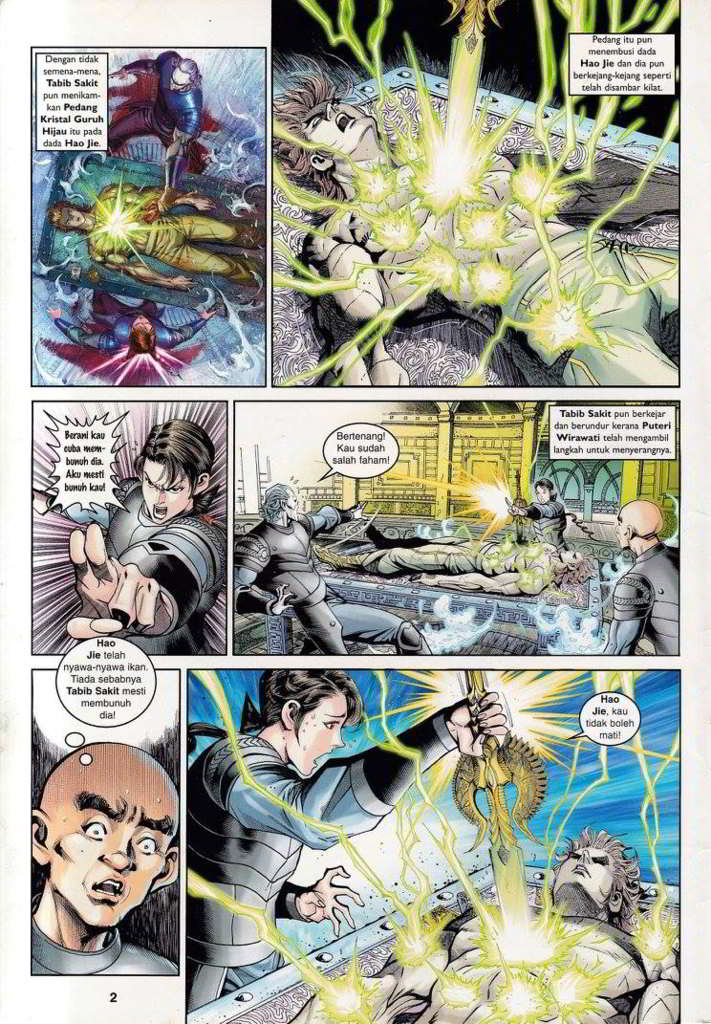 Dengan tidak
semena-mena,
Tabib Sakit
pun menikam-
kan Pedang
Kristal Guruh
Hijau itu pada
dada Hao Jie.
Pedang itu pun
menembusi dada
Hao Jie dan dia pun
berkejang-kejang seperti
telah disambar kilat.
Berani kau
cuba mem-
bunuh dia.
Aku mesti
bunuh kau!
Bertenang!
Kau sudah
salah faham!
Tabib Sakit pun berkejar
dan berundur kerana Puteri
Wirawati telah mengambil
langkah untuk menyerangnya.
Hao
Jie telah
nyawa-nyawa ikan.
Tiada sebabnya
Tabib Sakit mesti
membunuh
dia!
Hao
Jie, kau
tidak boleh
mati!
2